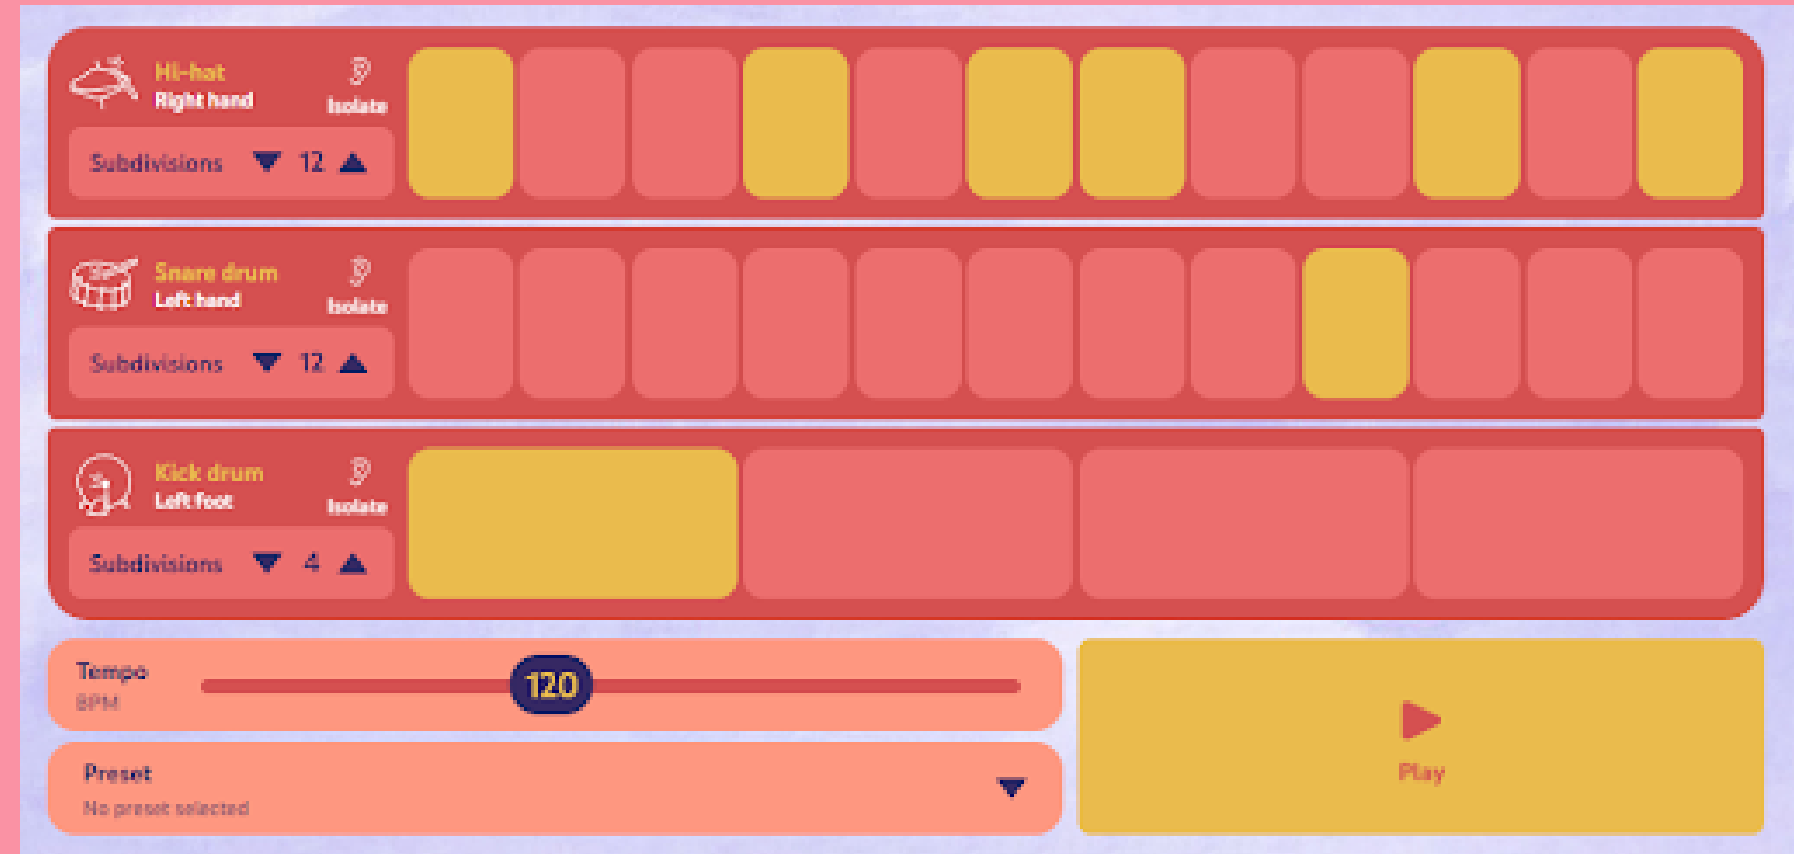 Hi-hat
Right hand
Isolate
Subdivisions 12
Snare drum
Left hand
Isolate
Subdivisions 12
Kick drum
Left foot
Isolate
Subdivisions 4
Tempo
BPM
120
Preset
No preset selected
Play